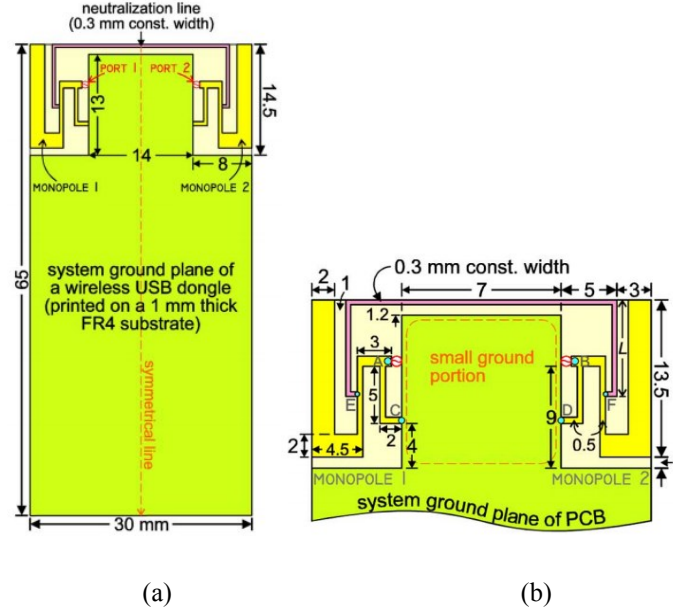 neutralization line
(0.3 mm const. width)
PORT 1 PORT 2
13
14.5
14
8
MONOPOLE 1 MONOPOLE 2
65
system ground plane of
a wireless USB dongle
(printed on a 1 mm thick
FR4 substrate)
symmetrical line
30 mm
2
1
0.3 mm const. width
7
5
3
1.2
3
A
B
small ground
portion
L
13.5
E
F
5
C
D
9
2
4.5
2
4
0.5
MONOPOLE 1
MONOPOLE 2
system ground plane of PCB
(a) (b)